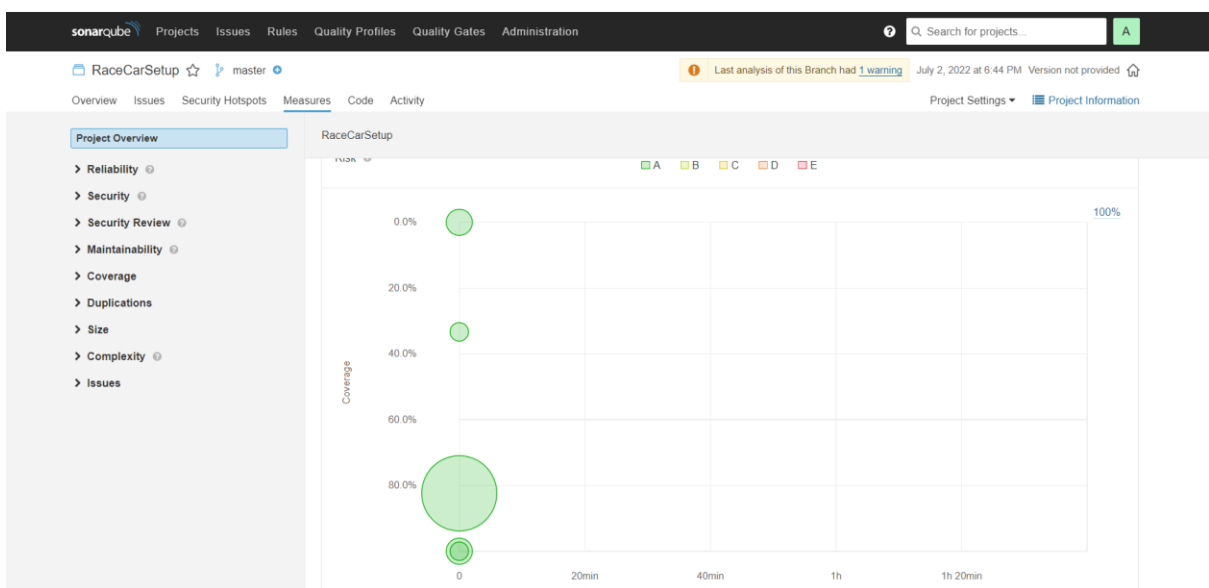 sonarqube Projects Issues Rules Quality Profiles Quality Gates Administration ? Search for projects... A
RaceCarSetup master Last analysis of this Branch had 1 warning July 2, 2022 at 6:44 PM Version not provided
Overview Issues Security Hotspots Measures Code Activity Project Settings Project Information
Project Overview
RaceCarSetup
Risk
A B C D E
Reliability
Security
Security Review
Maintainability
Coverage
Duplications
Size
Complexity
Issues
100%
0.0%
20.0%
40.0%
60.0%
80.0%
Coverage
0 20min 40min 1h 1h 20min